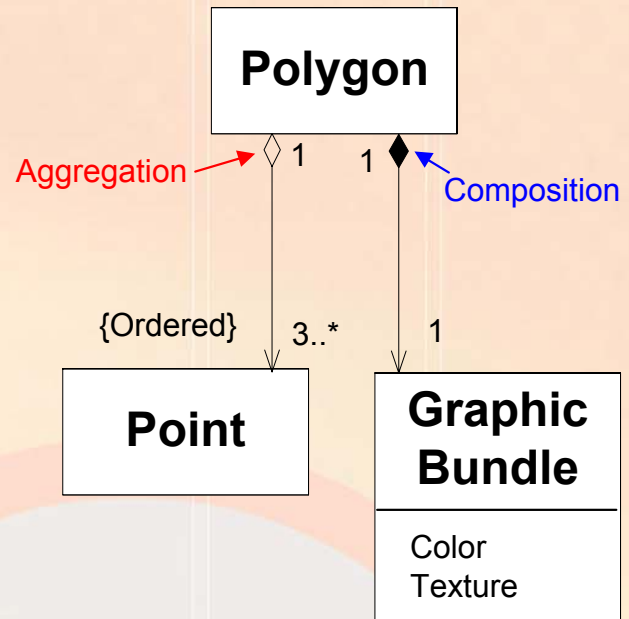 Polygon
1
1
Aggregation
Composition
{Ordered}
3..*
1
Point
Graphic
Bundle
Color
Texture